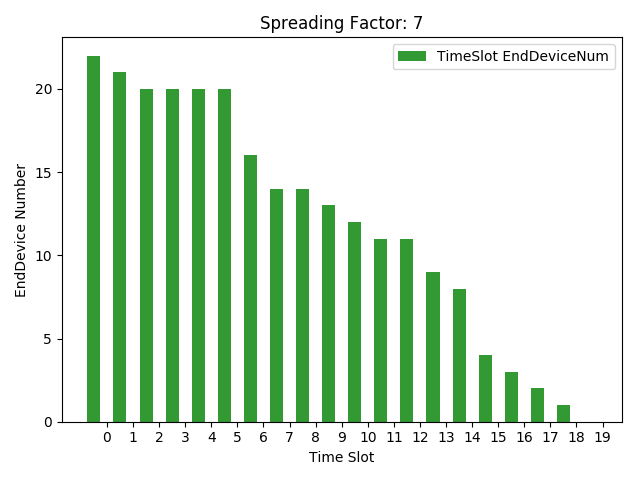 Spreading Factor: 7
TimeSlot EndDeviceNum
EndDevice Number
20
15
10
5
0
0 1 2 3 4 5 6 7 8 9 10 11 12 13 14 15 16 17 18 19
Time Slot